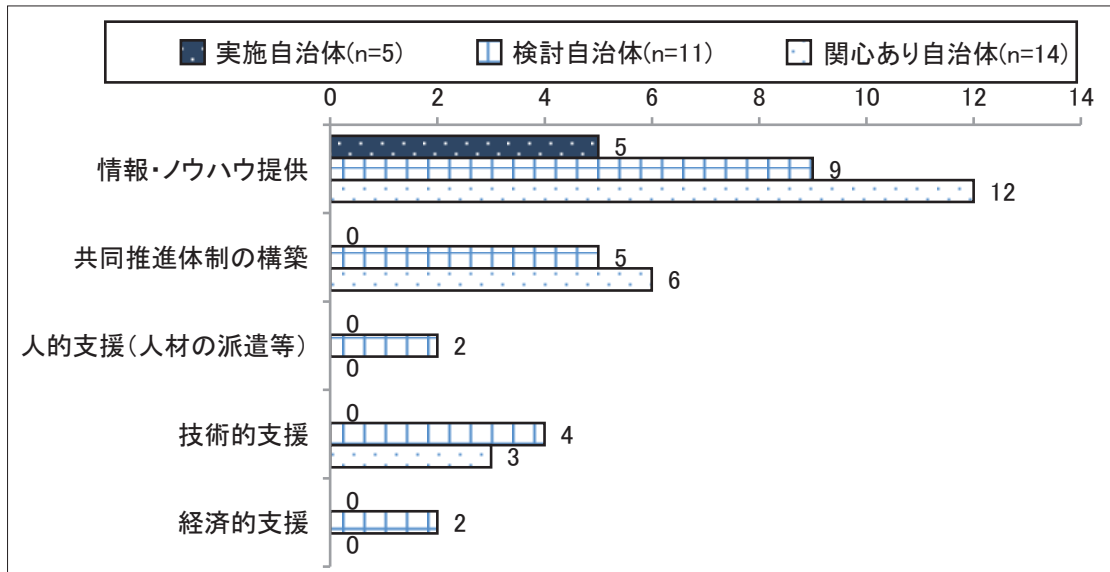 実施自治体(n=5) 検討自治体(n=11) 関心あり自治体(n=14)
0 2 4 6 8 10 12 14
情報・ノウハウ提供
5
9
12
共同推進体制の構築
0
5
6
人的支援(人材の派遣等)
0
2
0
技術的支援
0
4
3
経済的支援
0
2
0